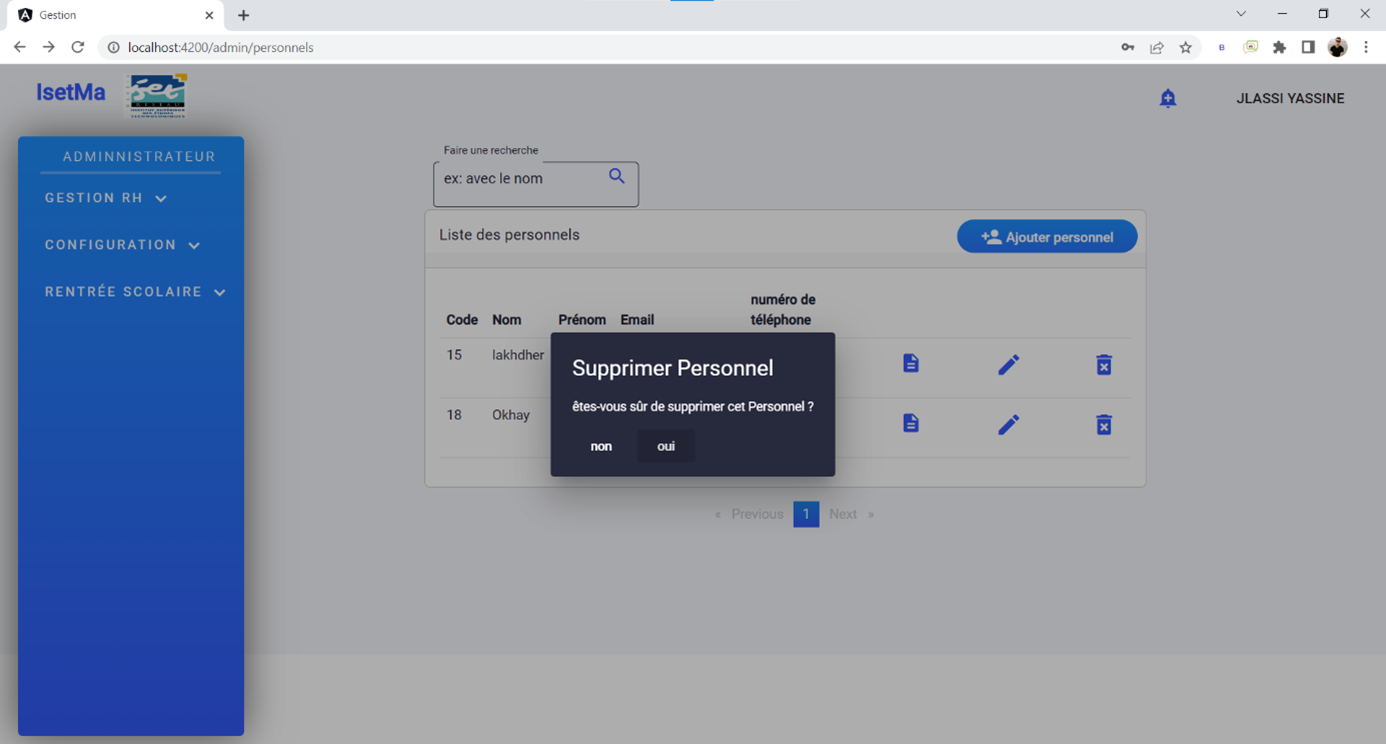 Gestion
localhost:4200/admin/personnels
IsetMa
JLASSI YASSINE
ADMINNISTRATEUR
GESTION RH
CONFIGURATION
RENTRÉE SCOLAIRE
Faire une recherche
ex: avec le nom
Liste des personnels
Ajouter personnel
numéro de
Code Nom Prénom Email téléphone
15 lakhdher
18 Okhay
Supprimer Personnel
êtes-vous sûr de supprimer cet Personnel ?
non oui
« Previous 1 Next »